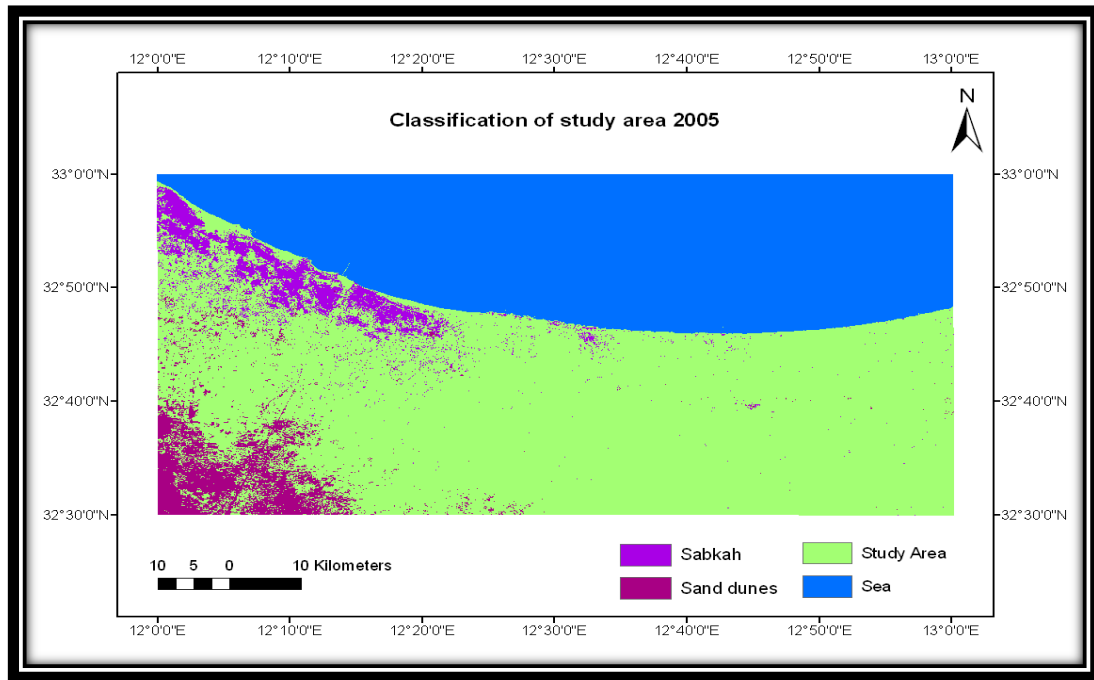 12°0'0"E 12°10'0"E 12°20'0"E 12°30'0"E 12°40'0"E 12°50'0"E 13°0'0"E
N
Classification of study area 2005
33°0'0"N 33°0'0"N
32°50'0"N 32°50'0"N
32°40'0"N 32°40'0"N
32°30'0"N 32°30'0"N
10 5 0 10 Kilometers
Sabkah Study Area
Sand dunes Sea
12°0'0"E 12°10'0"E 12°20'0"E 12°30'0"E 12°40'0"E 12°50'0"E 13°0'0"E